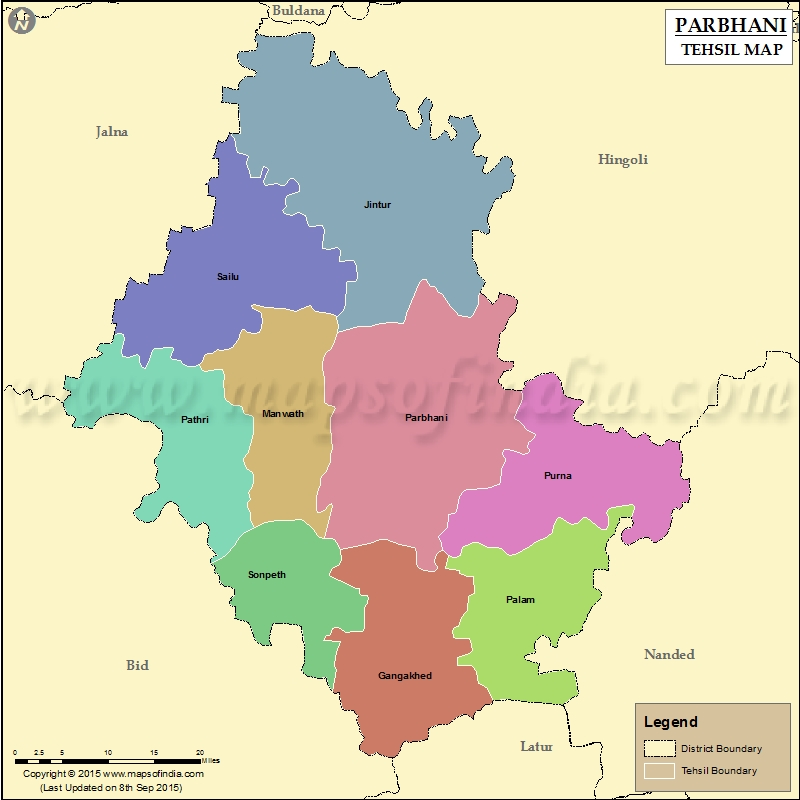 Buldana
N
PARBHANI
TEHSIL MAP
Jalna
Hingoli
Jintur
Sailu
www.mapsofindia.com
Manwath
Pathri
Parbhani
Purna
Sonpeth
Palam
Nanded
Bid
Gangakhed
Latur
Legend
District Boundary
Tehsil Boundary
0 2.5 5 10 15 20
Miles
Copyright © 2015 www.mapsofindia.com
(Last Updated on 8th Sep 2015)